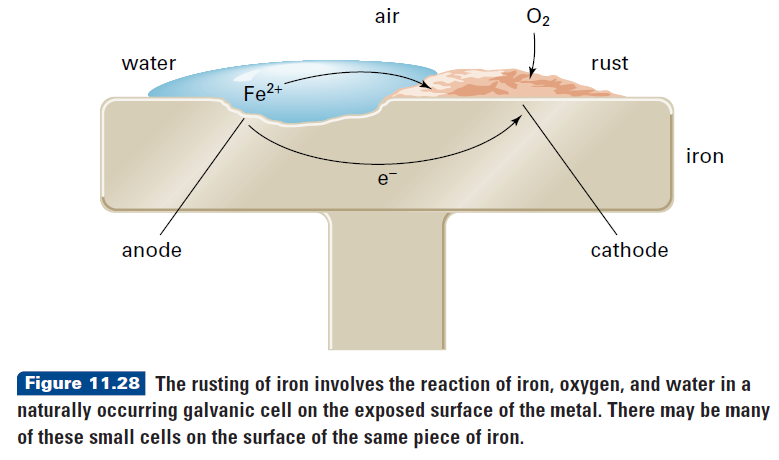 air
O₂
water
rust
Fe²⁺
iron
e⁻
anode
cathode
Figure 11.28 The rusting of iron involves the reaction of iron, oxygen, and water in a
naturally occurring galvanic cell on the exposed surface of the metal. There may be many
of these small cells on the surface of the same piece of iron.